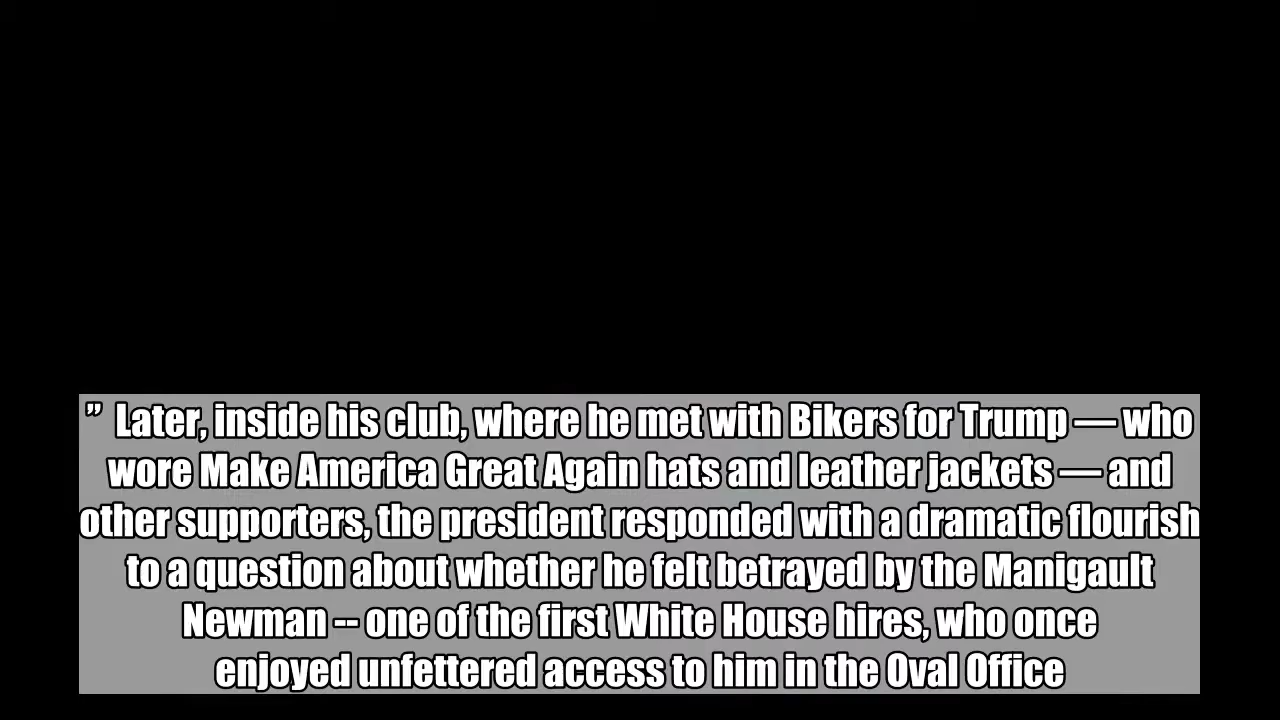 ” Later, inside his club, where he met with Bikers for Trump — who
wore Make America Great Again hats and leather jackets — and
other supporters, the president responded with a dramatic flourish
to a question about whether he felt betrayed by the Manigault
Newman -- one of the first White House hires, who once
enjoyed unfettered access to him in the Oval Office